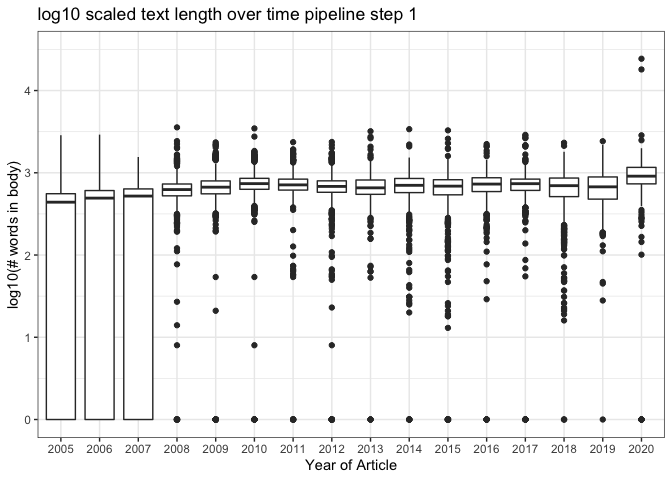 log10 scaled text length over time pipeline step 1
log10(# words in body)
4
3
2
1
0
2005 2006 2007 2008 2009 2010 2011 2012 2013 2014 2015 2016 2017 2018 2019 2020
Year of Article